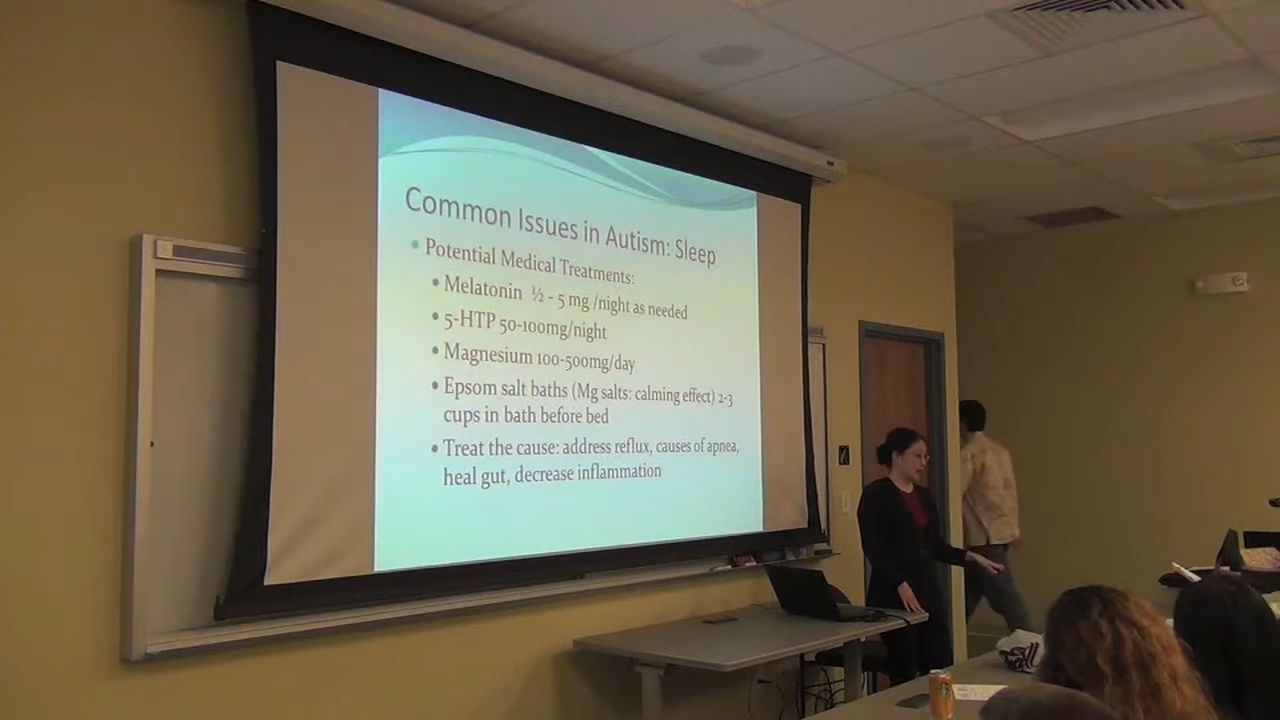 Common Issues in Autism: Sleep
• Potential Medical Treatments:
• Melatonin ½ - 5 mg /night as needed
• 5-HTP 50-100mg/night
• Magnesium 100-500mg/day
• Epsom salt baths (Mg salts: calming effect) 2-3
cups in bath before bed
• Treat the cause: address reflux, causes of apnea,
heal gut, decrease inflammation